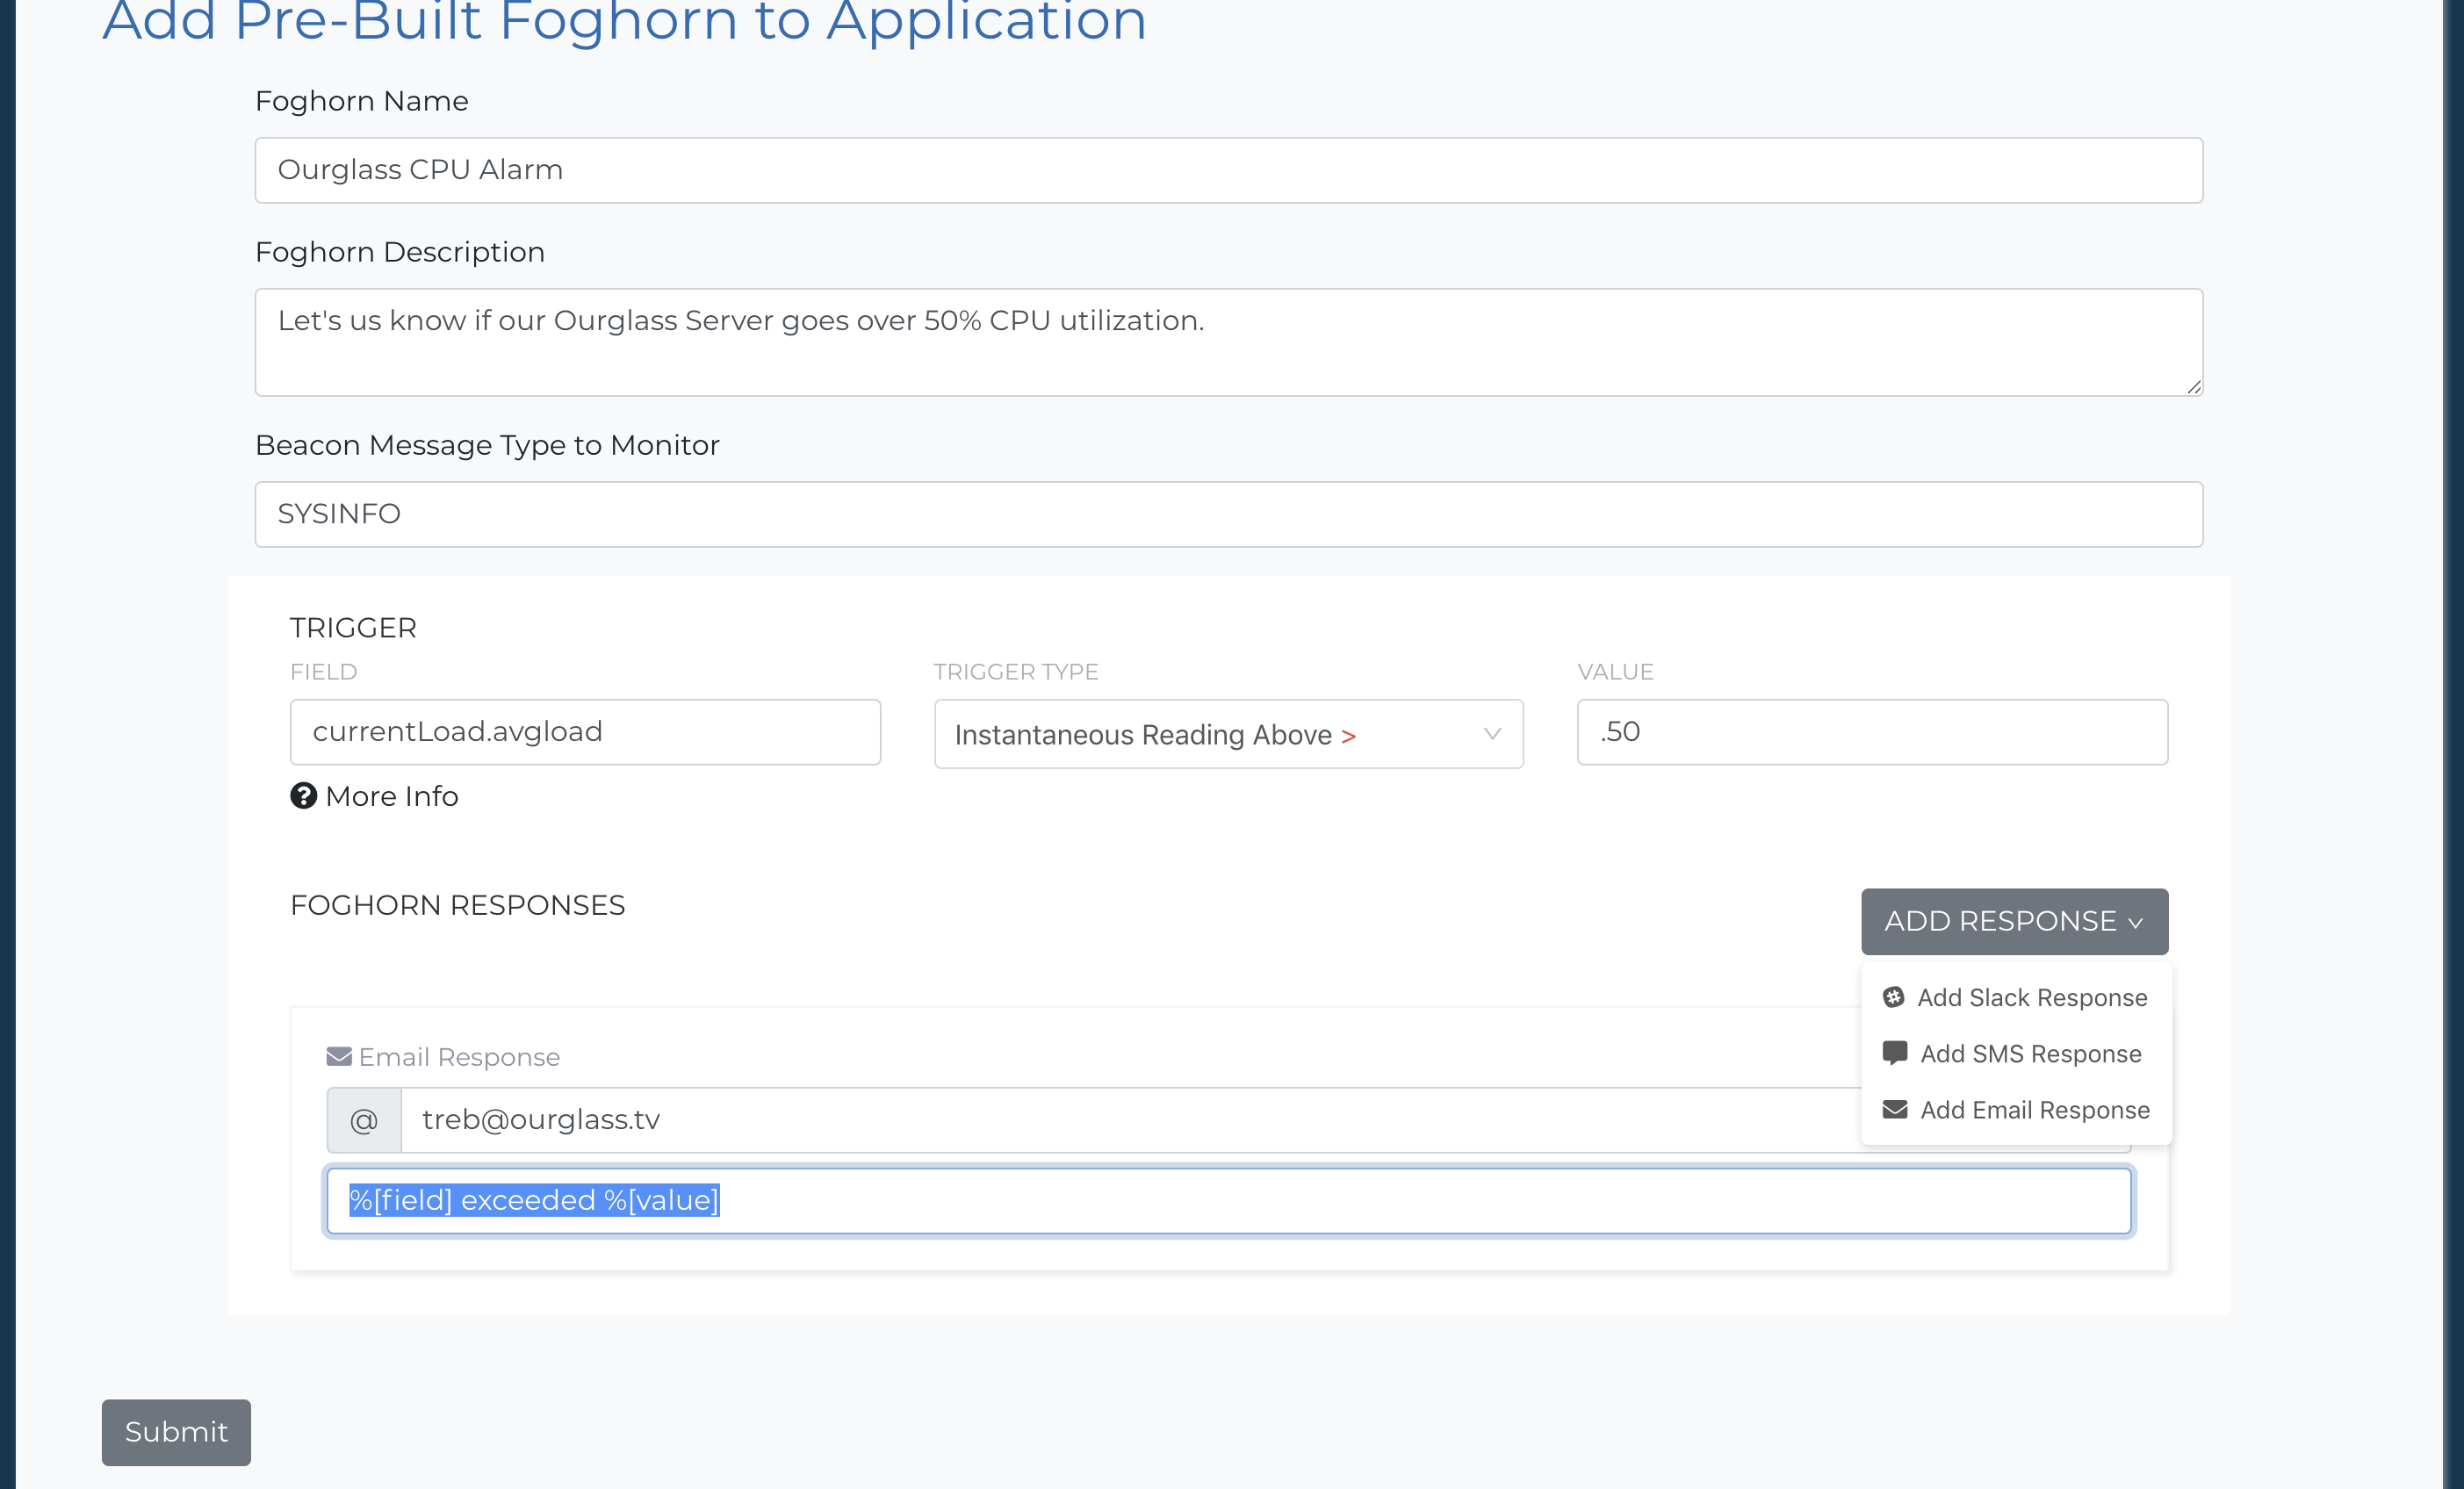 Add Pre-Built Foghorn to Application
Foghorn Name
Ourglass CPU Alarm
Foghorn Description
Let's us know if our Ourglass Server goes over 50% CPU utilization.
Beacon Message Type to Monitor
SYSINFO
TRIGGER
FIELD TRIGGER TYPE VALUE
currentLoad.avgload Instantaneous Reading Above > .50
? More Info
FOGHORN RESPONSES
ADD RESPONSE
Add Slack Response
Add SMS Response
Add Email Response
Email Response
@ treb@ourglass.tv
%[field] exceeded %[value]
Submit